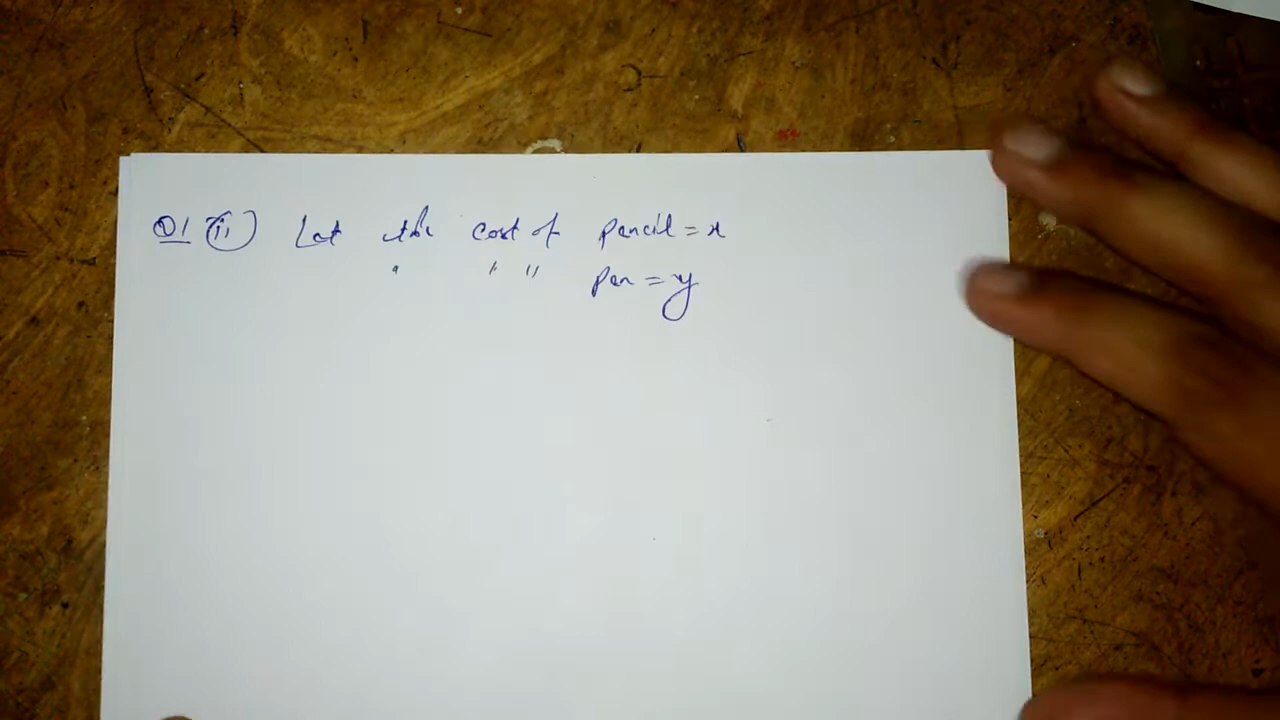 Q1 (ii) Let the cost of pencil = x
" " " pen = y